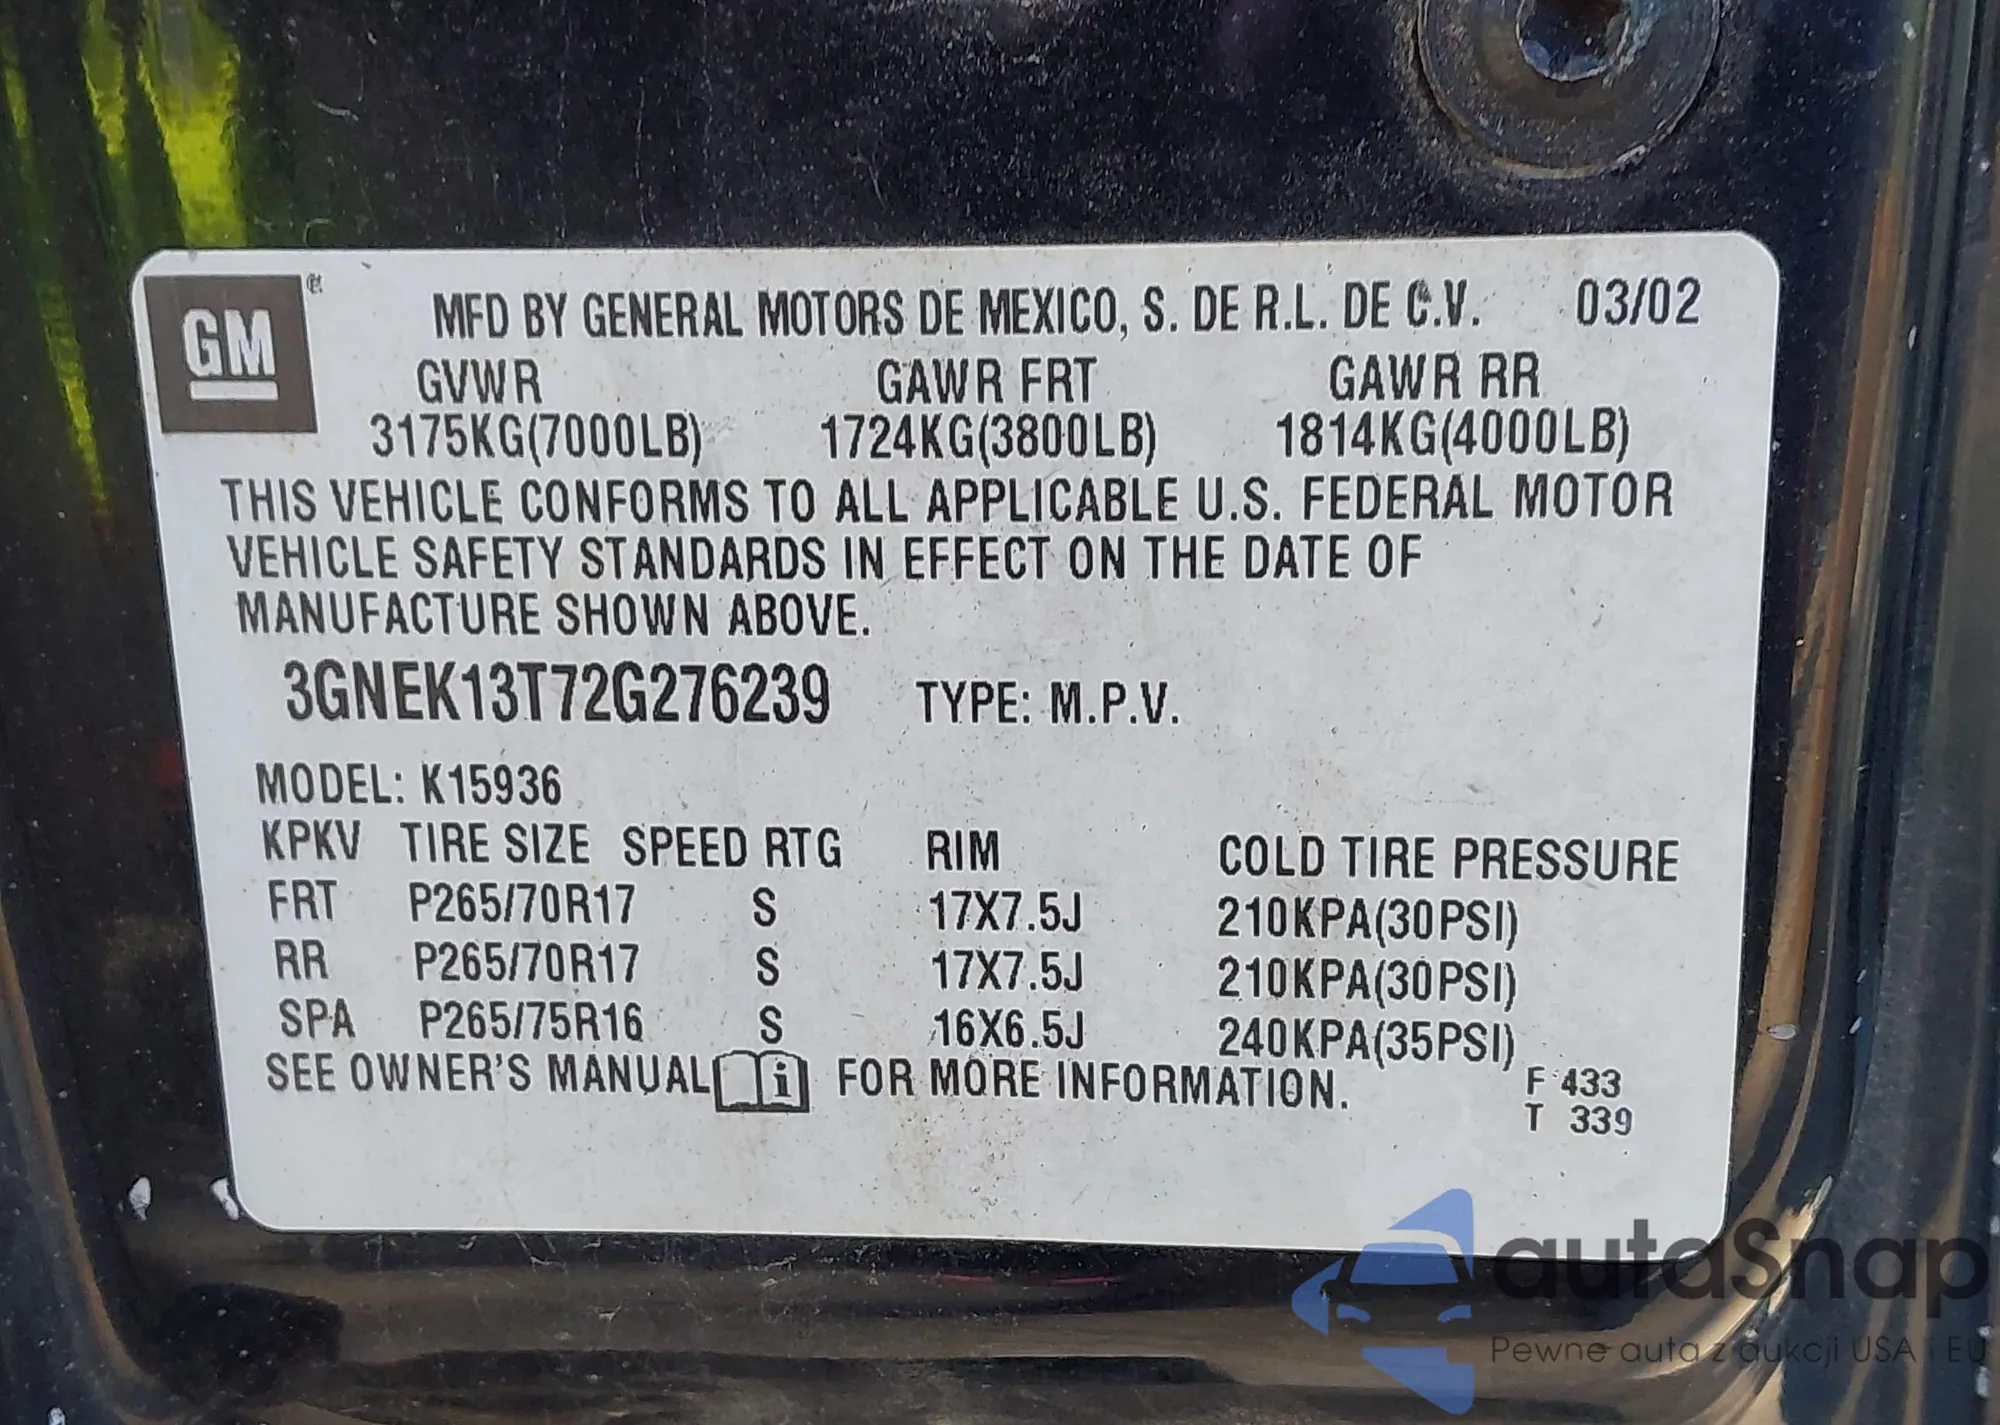 GM
MFD BY GENERAL MOTORS DE MEXICO, S. DE R.L. DE C.V. 03/02
GVWR GAWR FRT GAWR RR
3175KG(7000LB) 1724KG(3800LB) 1814KG(4000LB)
THIS VEHICLE CONFORMS TO ALL APPLICABLE U.S. FEDERAL MOTOR
VEHICLE SAFETY STANDARDS IN EFFECT ON THE DATE OF
MANUFACTURE SHOWN ABOVE.
3GNEK13T72G276239 TYPE: M.P.V.
MODEL: K15936
KPKV TIRE SIZE SPEED RTG RIM COLD TIRE PRESSURE
FRT P265/70R17 S 17X7.5J 210KPA(30PSI)
RR P265/70R17 S 17X7.5J 210KPA(30PSI)
SPA P265/75R16 S 16X6.5J 240KPA(35PSI)
SEE OWNER'S MANUAL i FOR MORE INFORMATION.
F 433
T 339
autaSnap
Pewne auta z aukcji USA i EU